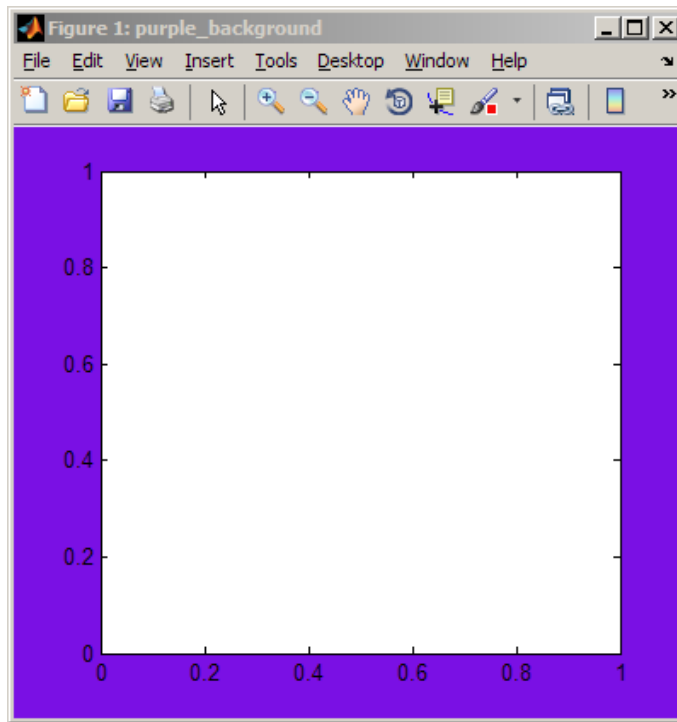 Figure 1: purple_background
File Edit View Insert Tools Desktop Window Help
1
0.8
0.6
0.4
0.2
0
0 0.2 0.4 0.6 0.8 1